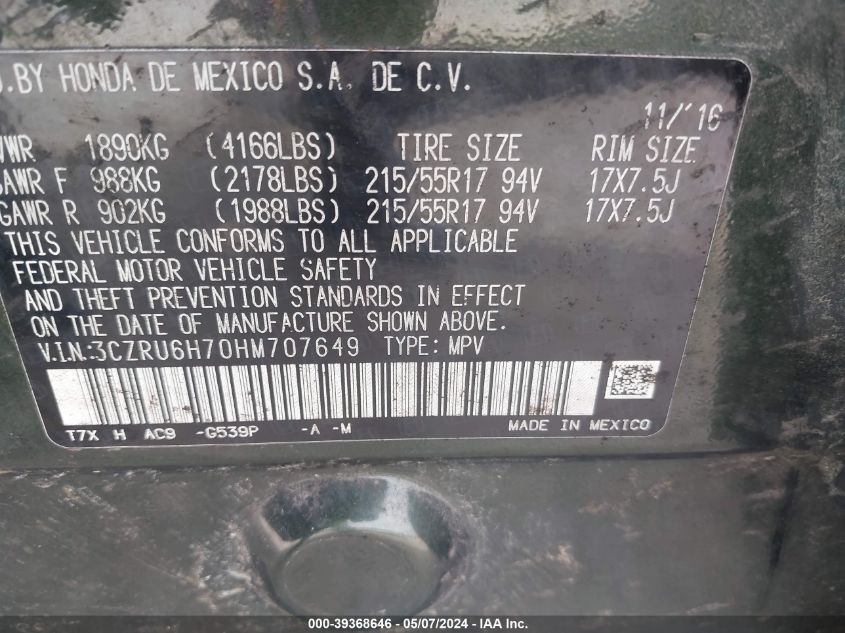 BY HONDA DE MEXICO S.A. DE C.V.
11/'16
1890KG (4166LBS) TIRE SIZE RIM SIZE
GAWR F 988KG (2178LBS) 215/55R17 94V 17X7.5J
GAWR R 902KG (1988LBS) 215/55R17 94V 17X7.5J
THIS VEHICLE CONFORMS TO ALL APPLICABLE
FEDERAL MOTOR VEHICLE SAFETY
AND THEFT PREVENTION STANDARDS IN EFFECT
ON THE DATE OF MANUFACTURE SHOWN ABOVE.
V.I.N:3CZRU6H70HM707649 TYPE: MPV
T7X H AC9 -G539P -A -M MADE IN MEXICO
000-39368646 - 05/07/2024 - IAA Inc.